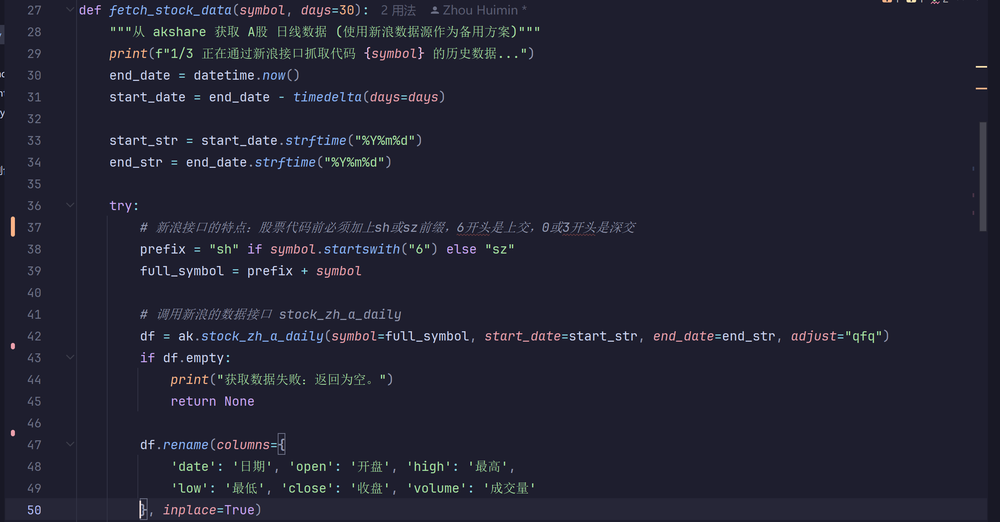 27 def fetch_stock_data(symbol, days=30): 2 用法 Zhou Huimin *
28 """从 akshare 获取 A股 日线数据 (使用新浪数据源作为备用方案)"""
29 print(f"1/3 正在通过新浪接口抓取代码 {symbol} 的历史数据...")
30 end_date = datetime.now()
31 start_date = end_date - timedelta(days=days)
32
33 start_str = start_date.strftime("%Y%m%d")
34 end_str = end_date.strftime("%Y%m%d")
35
36 try:
37 # 新浪接口的特点：股票代码前必须加上sh或sz前缀，6开头是上交，0或3开头是深交
38 prefix = "sh" if symbol.startswith("6") else "sz"
39 full_symbol = prefix + symbol
40
41 # 调用新浪的数据接口 stock_zh_a_daily
42 df = ak.stock_zh_a_daily(symbol=full_symbol, start_date=start_str, end_date=end_str, adjust="qfq")
43 if df.empty:
44 print("获取数据失败：返回为空。")
45 return None
46
47 df.rename(columns={
48 'date': '日期', 'open': '开盘', 'high': '最高',
49 'low': '最低', 'close': '收盘', 'volume': '成交量'
50 }, inplace=True)